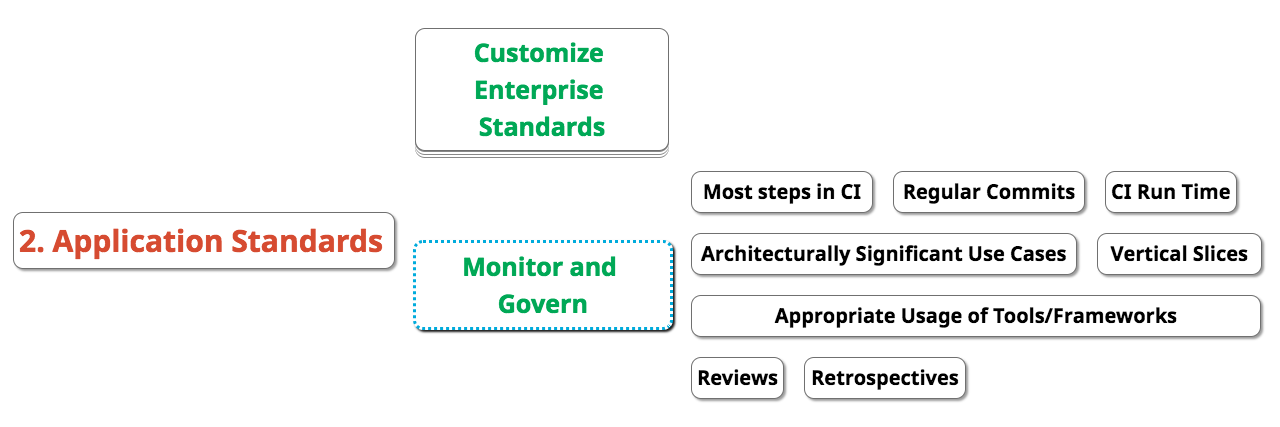 Customize
Enterprise
Standards
2. Application Standards
Monitor and
Govern
Most steps in CI
Regular Commits
CI Run Time
Architecturally Significant Use Cases
Vertical Slices
Appropriate Usage of Tools/Frameworks
Reviews
Retrospectives